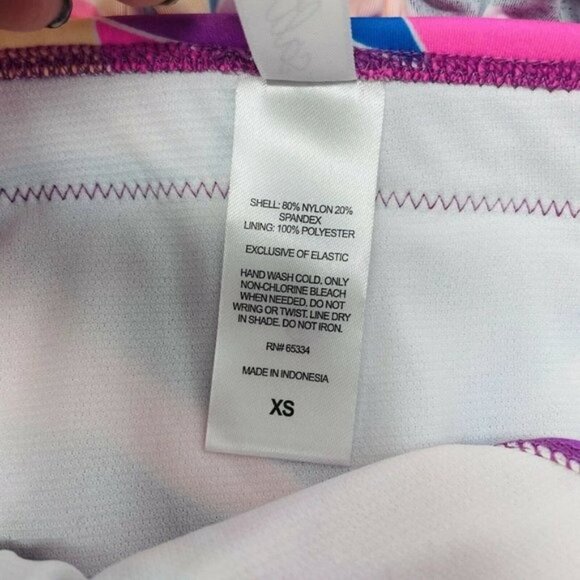 SHELL: 80% NYLON 20%
SPANDEX
LINING: 100% POLYESTER
EXCLUSIVE OF ELASTIC
HAND WASH COLD. ONLY
NON-CHLORINE BLEACH
WHEN NEEDED. DO NOT
WRING OR TWIST. LINE DRY
IN SHADE. DO NOT IRON.
RN# 65334
MADE IN INDONESIA
XS